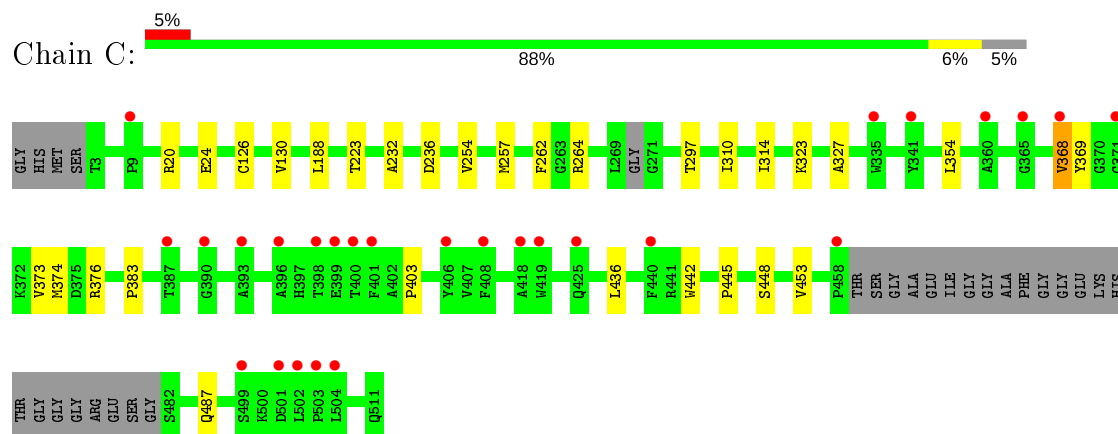 5%
Chain C:
88%
6%
5%
GLY HIS MET SER T3 P9 R20 E24 C126 V130 L188 T223 A232 D236 V254 M257 F262 G263 R264 L269 GLY G271 T297 I310 I314 K323 A327 W335 Y341 L354 A360 G365 V368 Y369 G370 G371
K372 V373 M374 D375 R376 P383 T387 G390 A393 A396 H397 T398 E399 T400 F401 A402 P403 Y406 V407 F408 A418 W419 Q425 L436 F440 R441 W442 P445 S448 V453 P458 THR SER GLY ALA GLU ILE GLY GLY ALA PHE GLY GLY GLU LYS HIS
THR GLY GLY GLY ARG GLU SER GLY S482 Q487 S499 K500 D501 L502 P503 L504 Q511